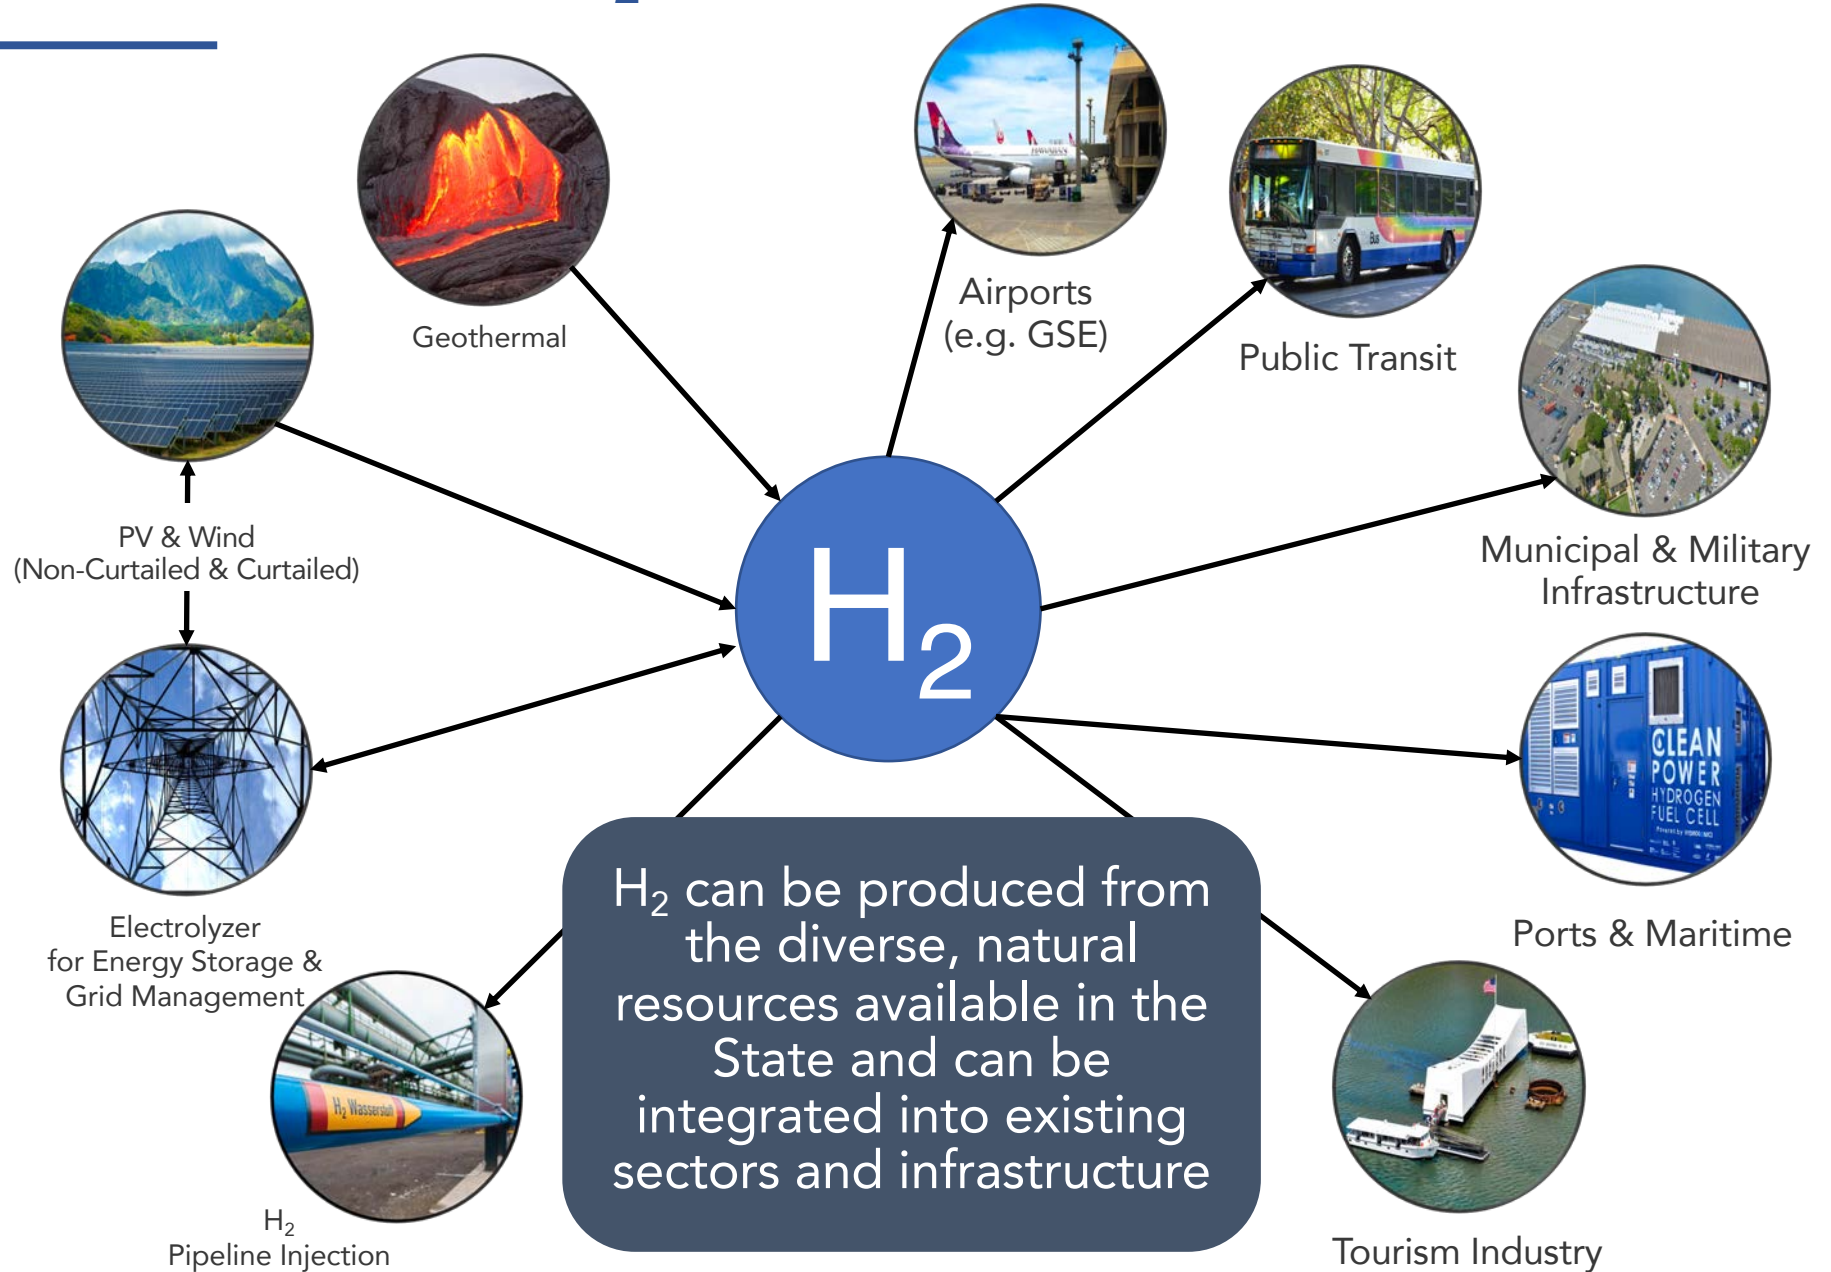 Geothermal
Airports
(e.g. GSE)
Public Transit
PV & Wind
(Non-Curtailed & Curtailed)
Municipal & Military
Infrastructure
H₂
Electrolyzer
for Energy Storage &
Grid Management
CLEAN
POWER
HYDROGEN
FUEL CELL
Ports & Maritime
H₂ can be produced from
the diverse, natural
resources available in the
State and can be
integrated into existing
sectors and infrastructure
H₂ Wasserstoff
H₂
Pipeline Injection
Tourism Industry
HAWAIIAN
Bus